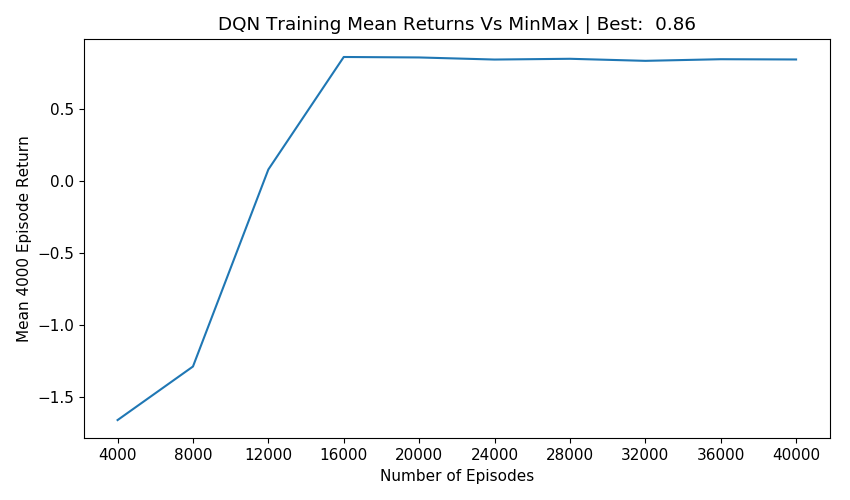 DQN Training Mean Returns Vs MinMax | Best:  0.86
Mean 4000 Episode Return
0.5
0.0
−0.5
−1.0
−1.5
4000 8000 12000 16000 20000 24000 28000 32000 36000 40000
Number of Episodes